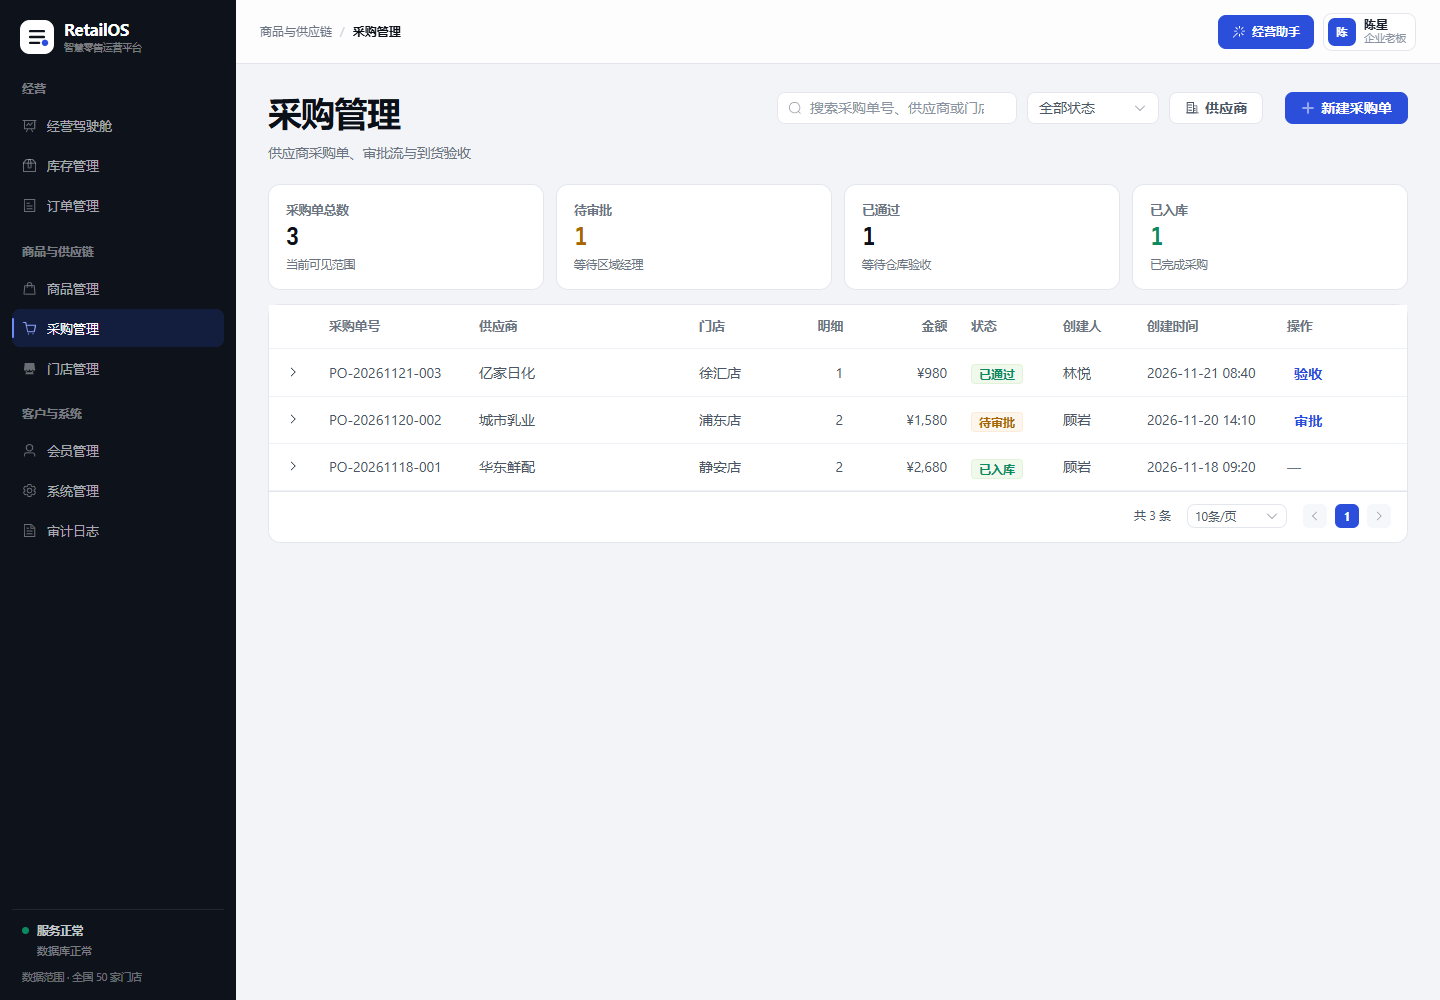 RetailOS
智慧零售运营平台
经营
经营驾驶舱
库存管理
订单管理
商品与供应链
商品管理
采购管理
门店管理
客户与系统
会员管理
系统管理
审计日志
服务正常
数据库正常
数据范围 · 全国 50 家门店
商品与供应链 / 采购管理
经营助手
陈
陈星
企业老板
采购管理
供应商采购单、审批流与到货验收
搜索采购单号、供应商或门店
全部状态
供应商
新建采购单
采购单总数
3
当前可见范围
待审批
1
等待区域经理
已通过
1
等待仓库验收
已入库
1
已完成采购
采购单号 供应商 门店 明细 金额 状态 创建人 创建时间 操作
PO-20261121-003 亿家日化 徐汇店 1 ¥980 已通过 林悦 2026-11-21 08:40 验收
PO-20261120-002 城市乳业 浦东店 2 ¥1,580 待审批 顾岩 2026-11-20 14:10 审批
PO-20261118-001 华东鲜配 静安店 2 ¥2,680 已入库 顾岩 2026-11-18 09:20 —
共 3 条 10条/页 1